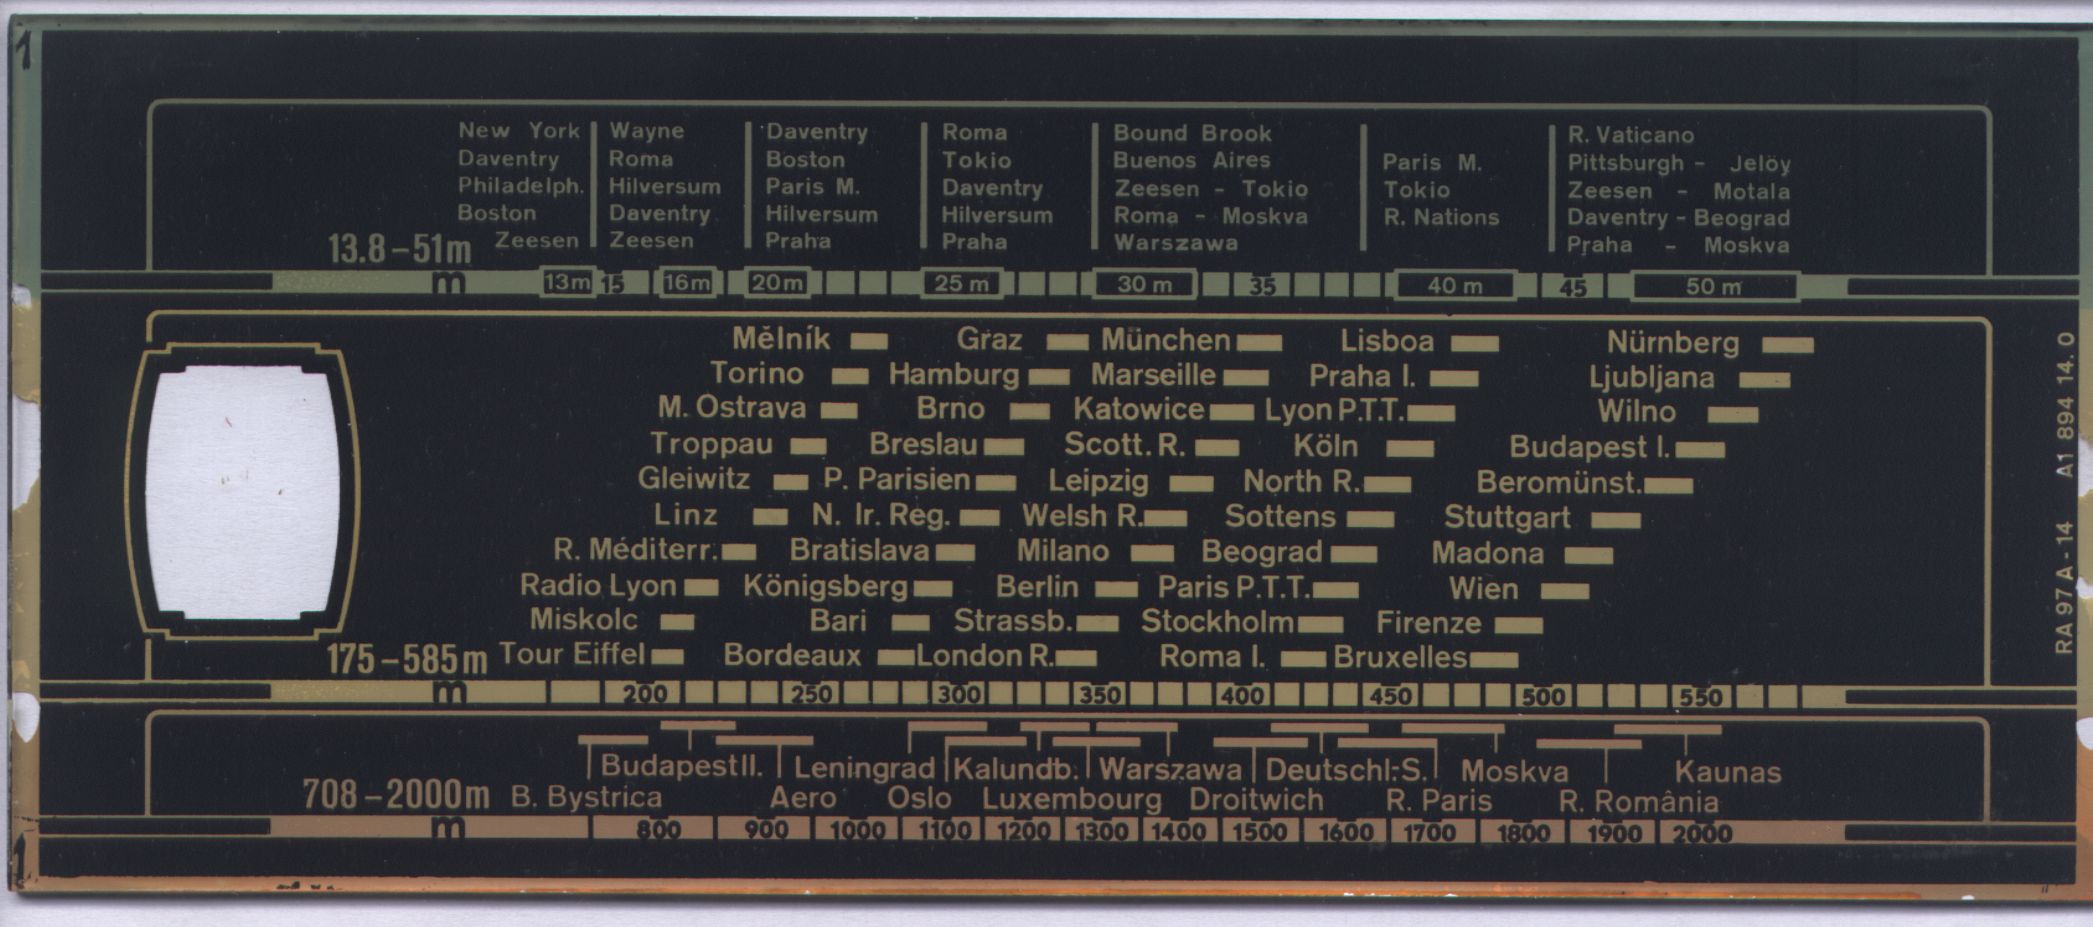 1
New York | Wayne | Daventry | Roma | Bound Brook | R. Vaticano
Daventry | Roma | Boston | Tokio | Buenos Aires | Paris M. | Pittsburgh - Jelöy
Philadelph. | Hilversum | Paris M. | Daventry | Zeesen - Tokio | Tokio | Zeesen - Motala
Boston | Daventry | Hilversum | Hilversum | Roma - Moskva | R. Nations | Daventry - Beograd
13.8 – 51m Zeesen | Zeesen | Praha | Praha | Warszawa | Praha - Moskva
m 13m 15 16m 20m 25 m 30 m 35 40 m 45 50 m
Mělník Graz München Lisboa Nürnberg
Torino Hamburg Marseille Praha I. Ljubljana
M. Ostrava Brno Katowice Lyon P.T.T. Wilno
Troppau Breslau Scott. R. Köln Budapest I.
Gleiwitz P. Parisien Leipzig North R. Beromünst.
Linz N. Ir. Reg. Welsh R. Sottens Stuttgart
R. Méditerr. Bratislava Milano Beograd Madona
Radio Lyon Königsberg Berlin Paris P.T.T. Wien
Miskolc Bari Strassb. Stockholm Firenze
175 – 585m Tour Eiffel Bordeaux London R. Roma I. Bruxelles
m 200 250 300 350 400 450 500 550
Budapest II. Leningrad Kalundb. Warszawa Deutschl.-S. Moskva Kaunas
708 – 2000m B. Bystrica Aero Oslo Luxembourg Droitwich R. Paris R. România
m 800 900 1000 1100 1200 1300 1400 1500 1600 1700 1800 1900 2000
1
RA 97 A - 14 A1 894 14. 0